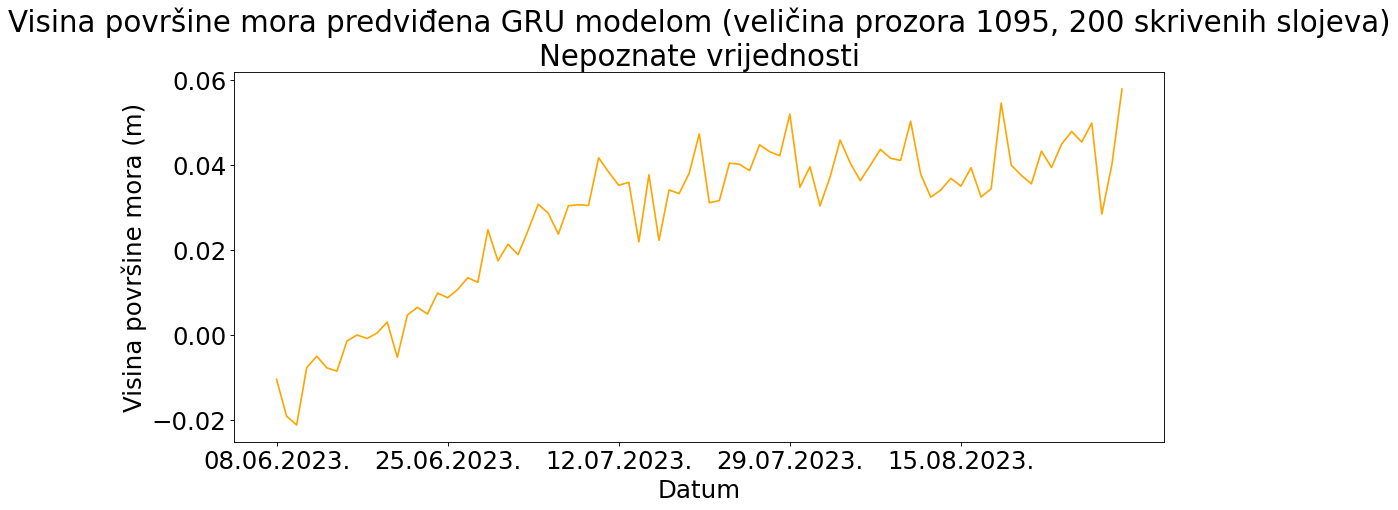 Visina površine mora predviđena GRU modelom (veličina prozora 1095, 200 skrivenih slojeva)
Nepoznate vrijednosti
Visina površine mora (m)
0.06
0.04
0.02
0.00
−0.02
08.06.2023. 25.06.2023. 12.07.2023. 29.07.2023. 15.08.2023.
Datum